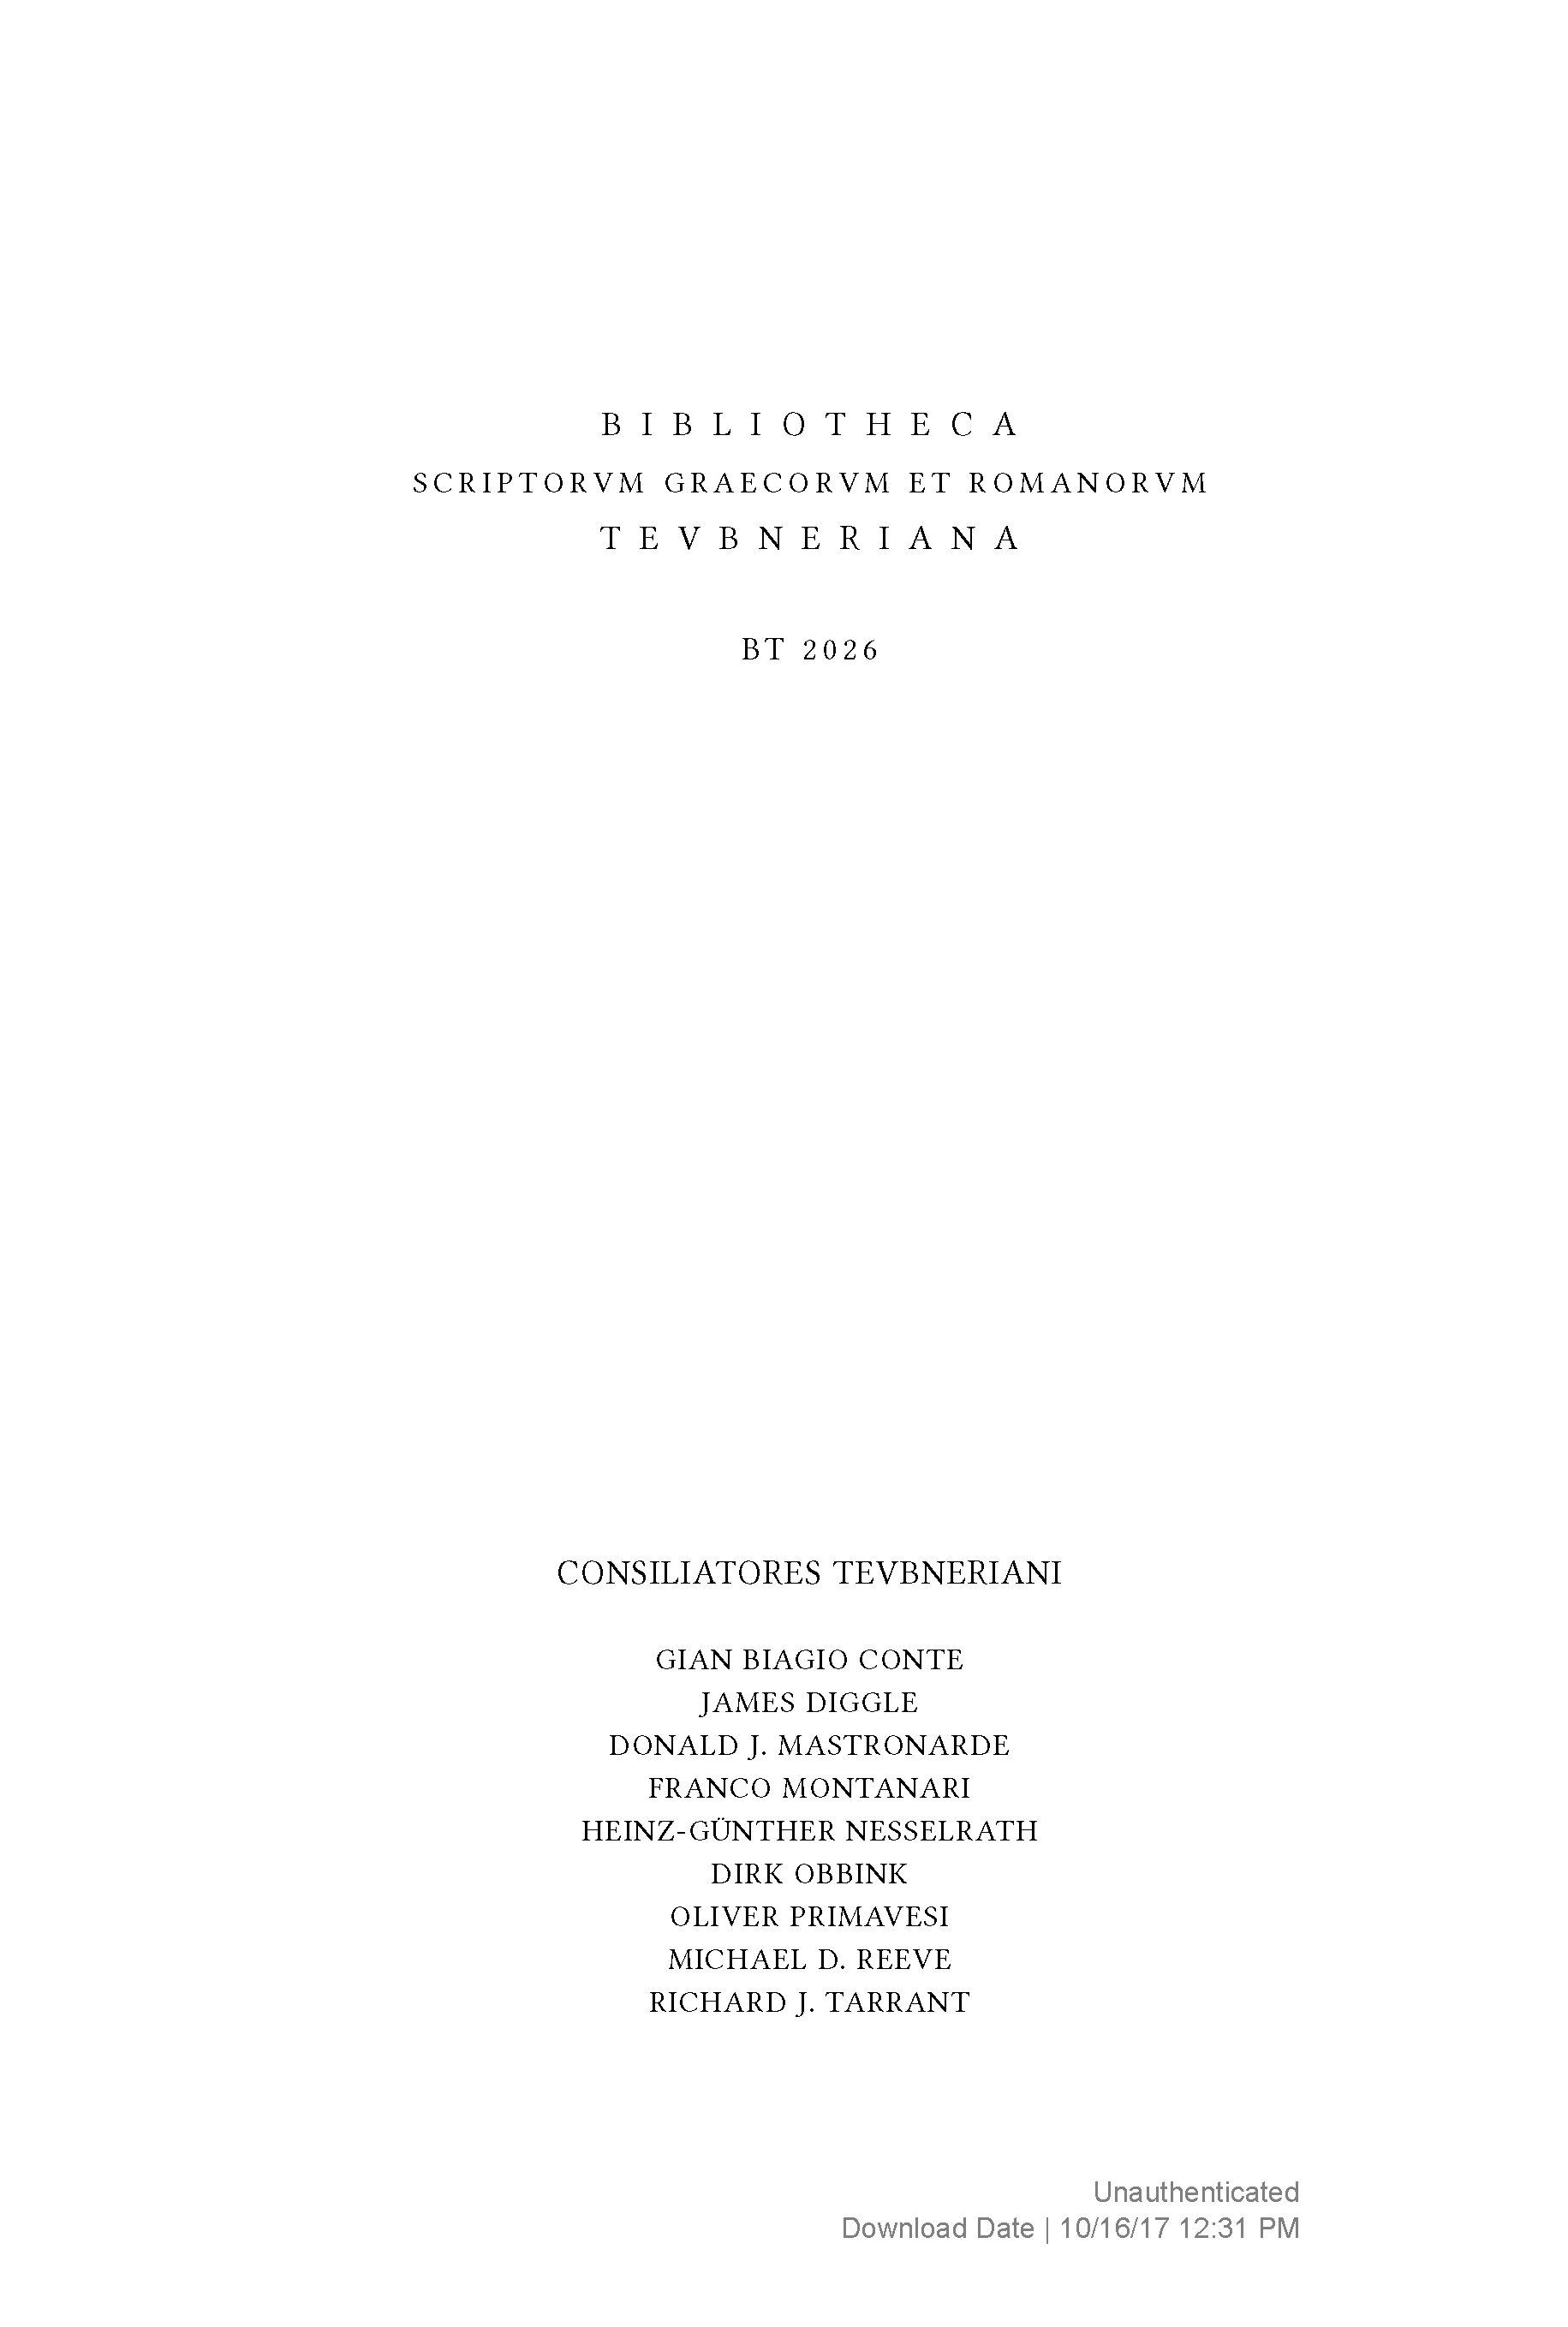 BIBLIOTHECA
SCRIPTORVM GRAECORVM ET ROMANORVM
TEVBNERIANA
BT 2026
CONSILIATORES TEVBNERIANI
GIAN BIAGIO CONTE
JAMES DIGGLE
DONALD J. MASTRONARDE
FRANCO MONTANARI
HEINZ-GÜNTHER NESSELRATH
DIRK OBBINK
OLIVER PRIMAVESI
MICHAEL D. REEVE
RICHARD J. TARRANT
Unauthenticated
Download Date | 10/16/17 12:31 PM